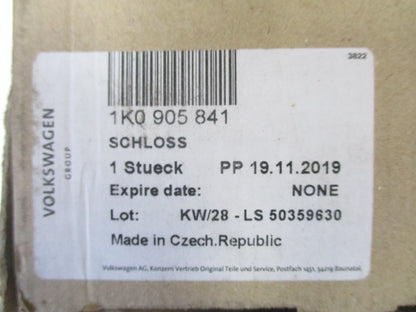 3822
1K0 905 841
SCHLOSS
1 Stueck PP 19.11.2019
Expire date: NONE
Lot: KW/28 - LS 50359630
Made in Czech.Republic
Volkswagen AG, Konzern Vertrieb Original Teile und Service, Postfach 1451, 34219 Baunatal.
VOLKSWAGEN
GROUP